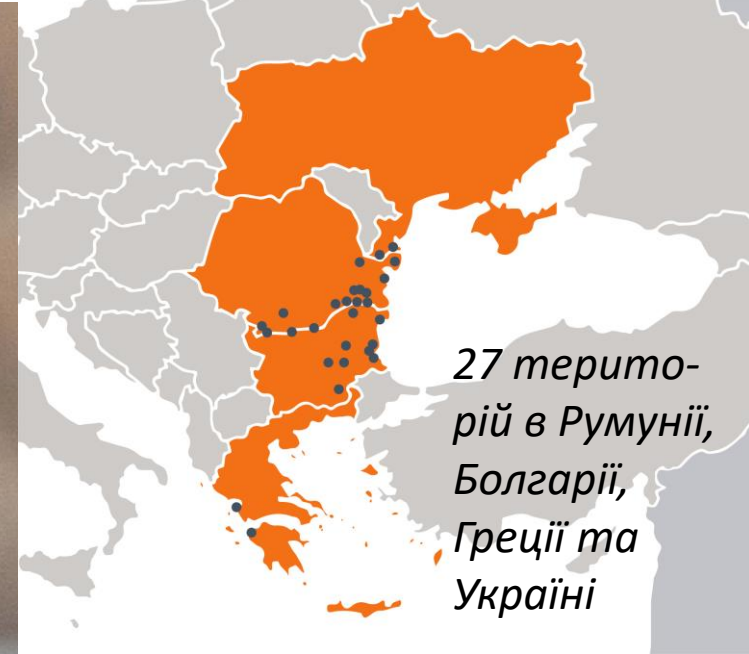 27 терито-
рій в Румунії,
Болгарії,
Греції та
Україні